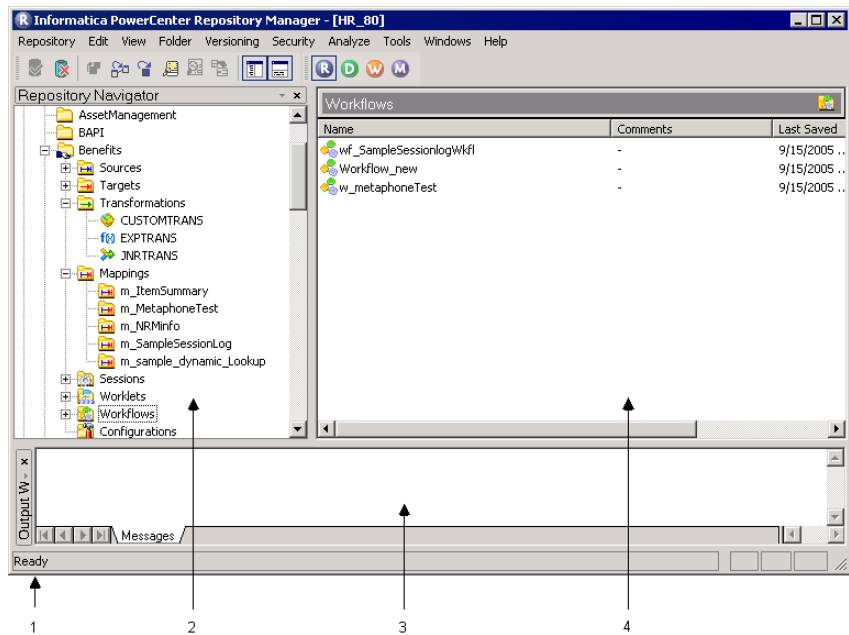 R Informatica PowerCenter Repository Manager - [HR_80]
Repository Edit View Folder Versioning Security Analyze Tools Windows Help
R D W M
Repository Navigator
AssetManagement
BAPI
Benefits
Sources
Targets
Transformations
CUSTOMTRANS
f(x) EXPTRANS
JNRTRANS
Mappings
m_ItemSummary
m_MetaphoneTest
m_NRMinfo
m_SampleSessionLog
m_sample_dynamic_Lookup
Sessions
Worklets
Workflows
Configurations
Workflows
Name Comments Last Saved
wf_SampleSessionlogWkfl - 9/15/2005 ..
Workflow_new - 9/15/2005 ..
w_metaphoneTest - 9/15/2005 ..
Output W
Messages
Ready
1 2 3 4